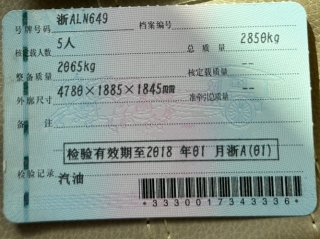 号牌号码 浙ALN649 档案编号
核定载人数 5人 总质量 2850kg
整备质量 2065kg 核定载质量 --
外廓尺寸 4780×1885×1845mm 准牵引总质量 --
备注
检验有效期至2018 年01 月浙A(01)
检验记录 汽油
*3330017343336*